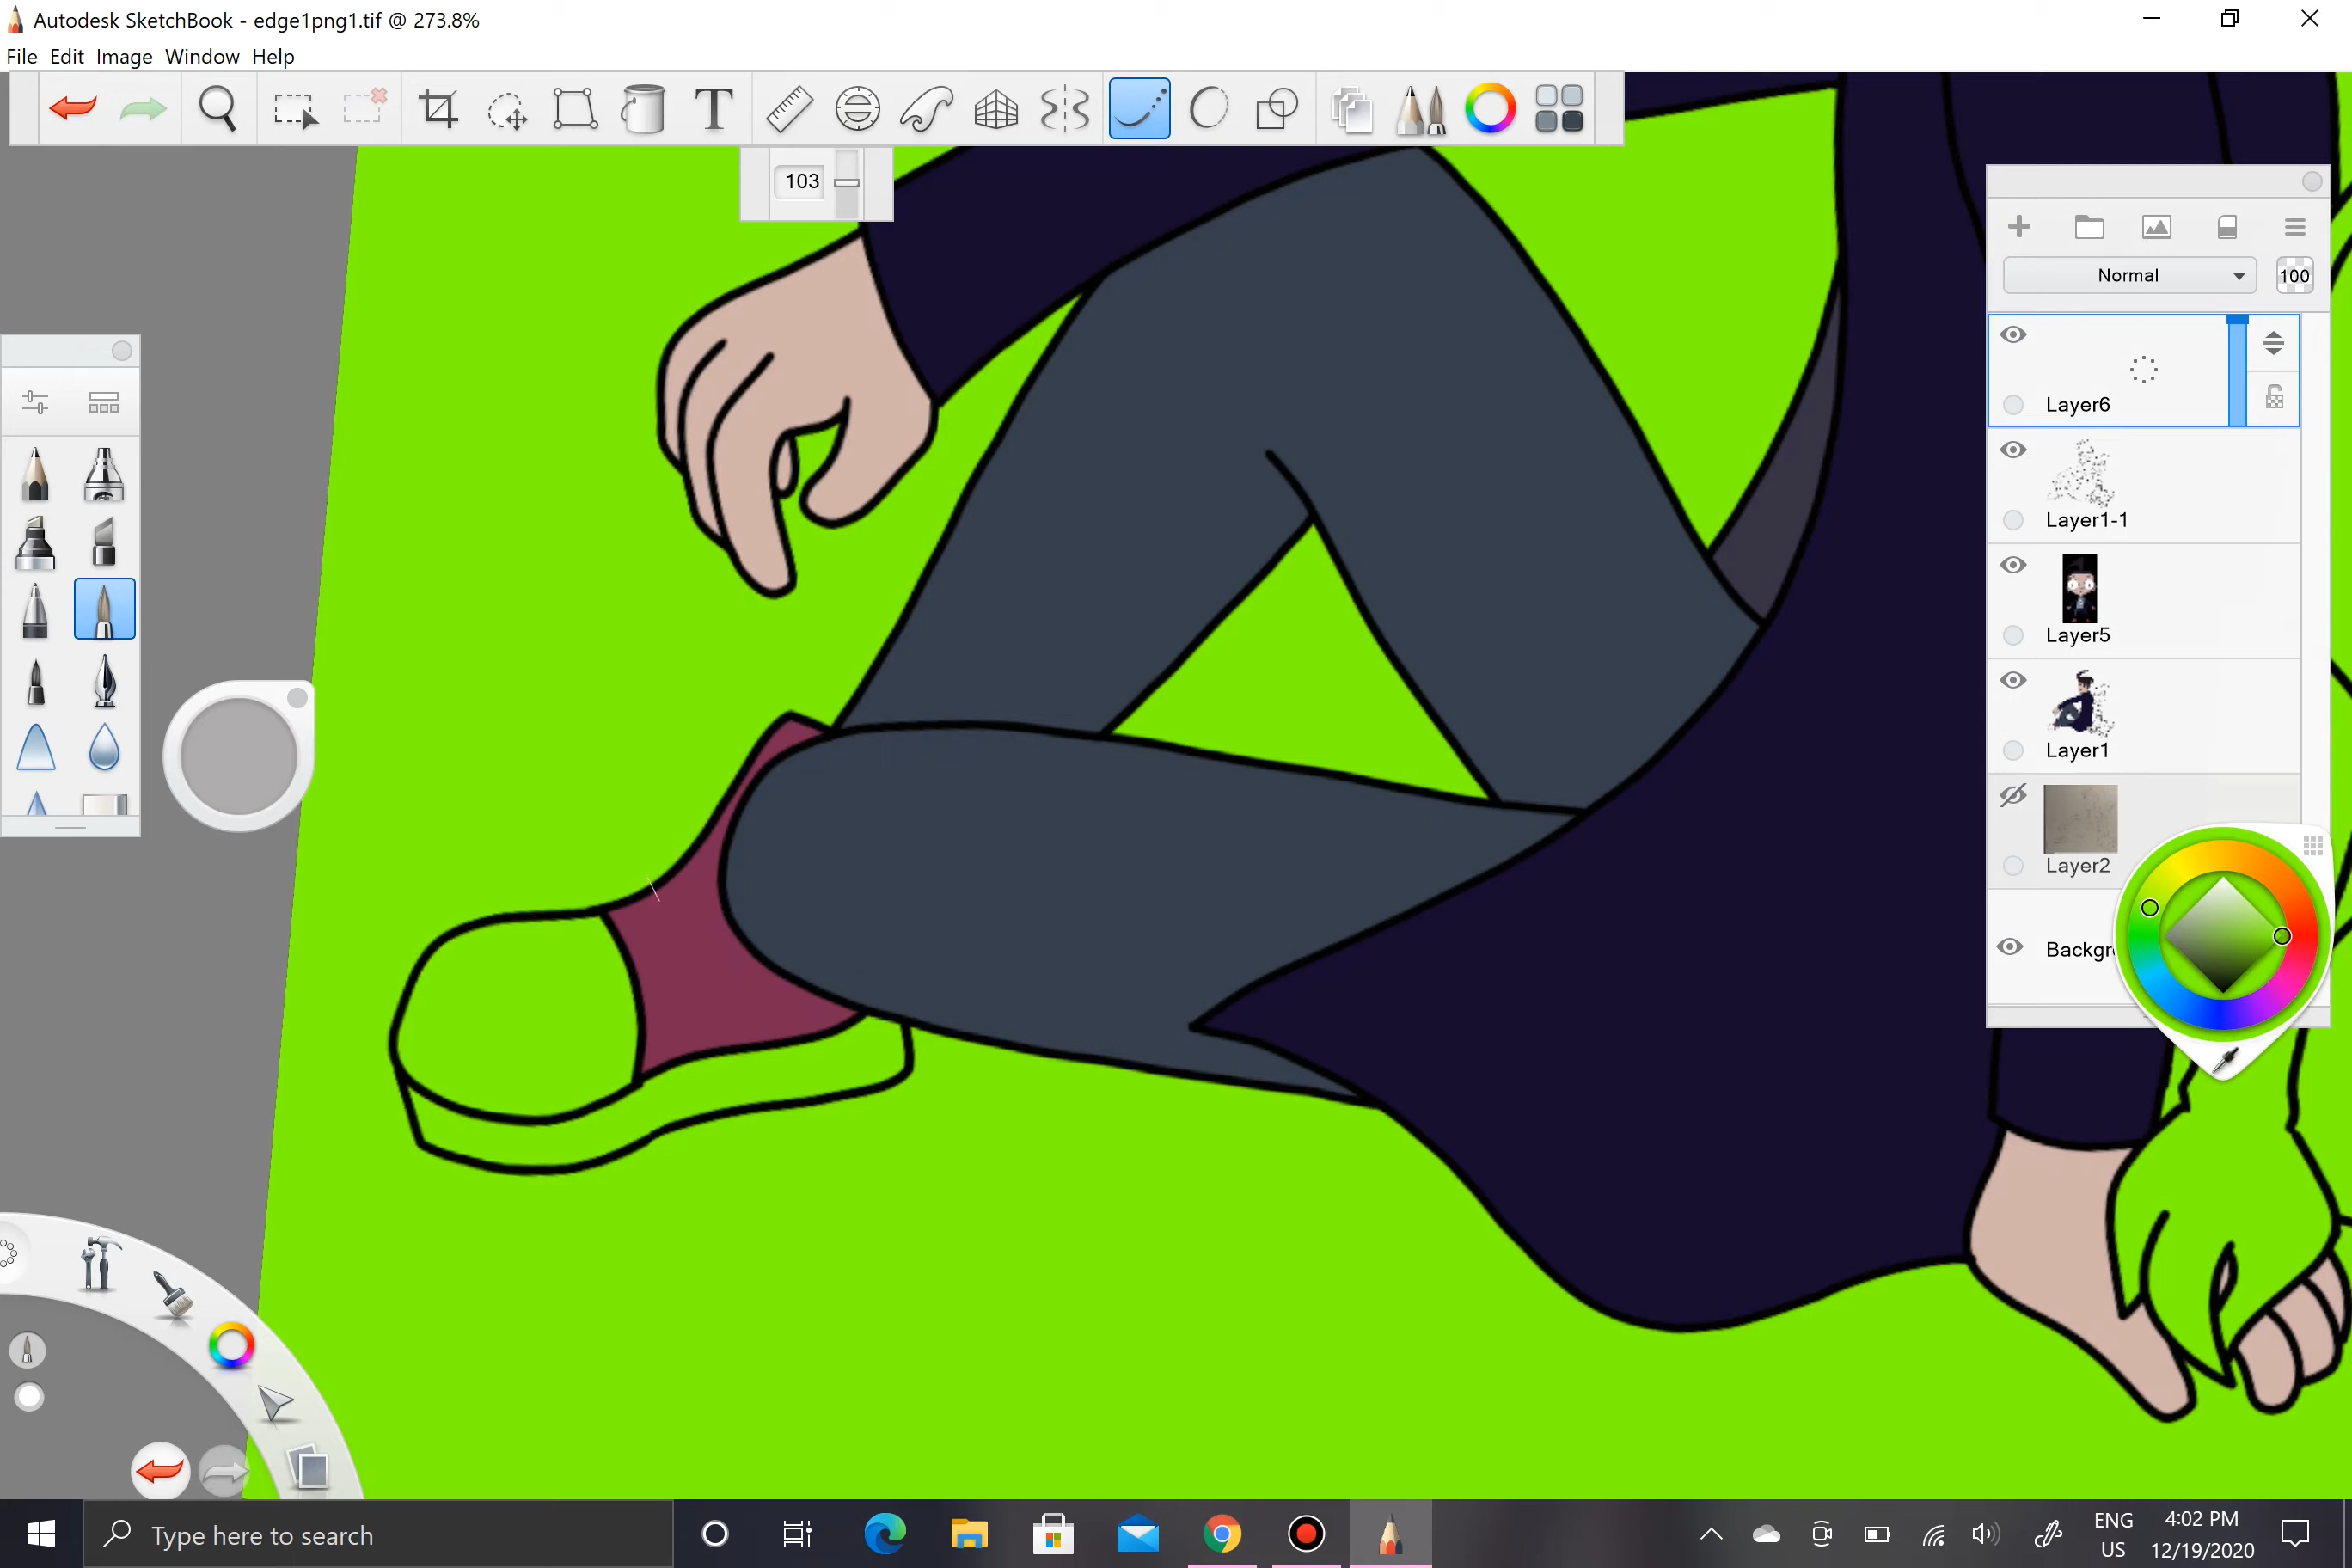 Autodesk SketchBook - edge1png1.tif @ 273.8%
File Edit Image Window Help
T
103
Normal
100
Layer6
Layer1-1
Layer5
Layer1
Layer2
Backgr
Type here to search
ENG
US
4:02 PM
12/19/2020